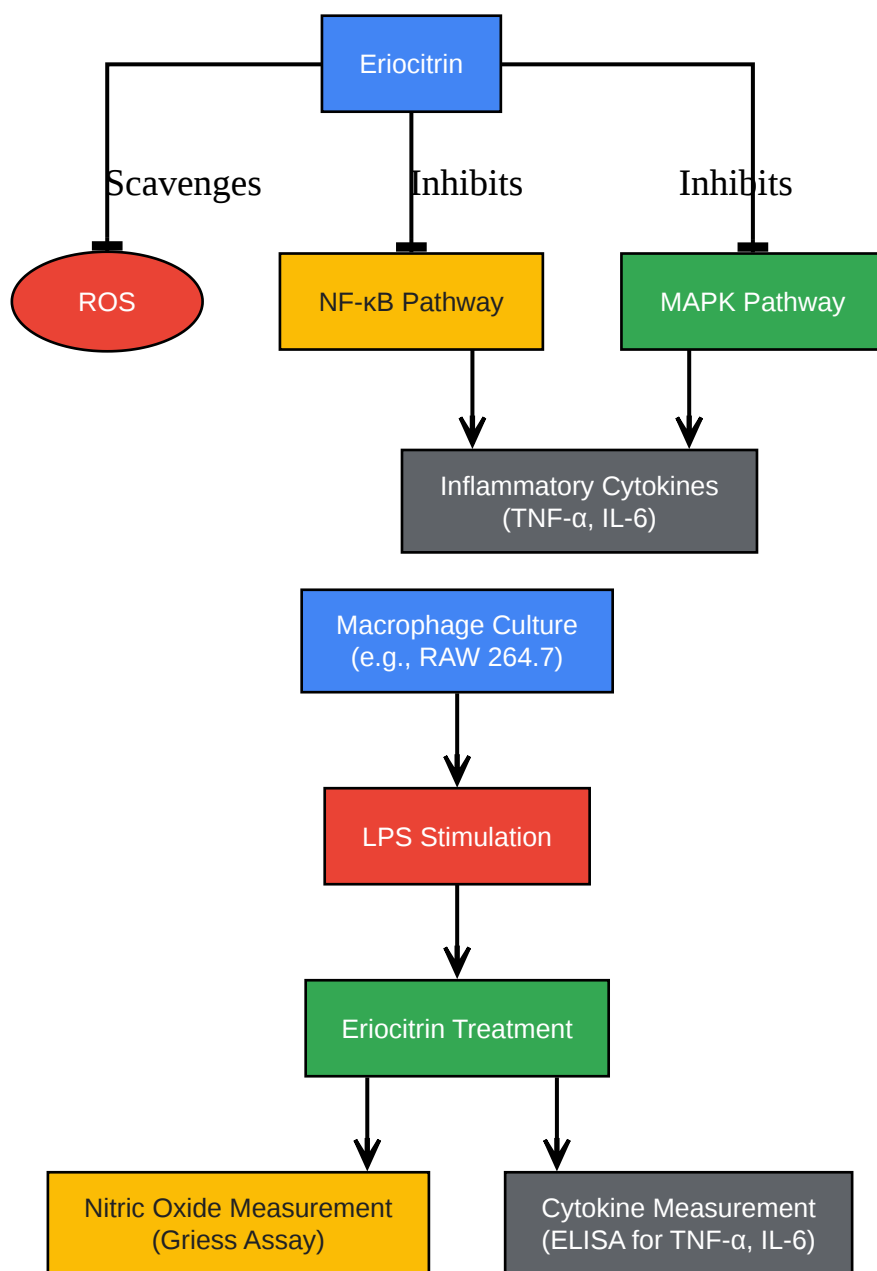 Eriocitrin
Scavenges
Inhibits
Inhibits
ROS
NF-κB Pathway
MAPK Pathway
Inflammatory Cytokines
(TNF-α, IL-6)
Macrophage Culture
(e.g., RAW 264.7)
LPS Stimulation
Eriocitrin Treatment
Nitric Oxide Measurement
(Griess Assay)
Cytokine Measurement
(ELISA for TNF-α, IL-6)